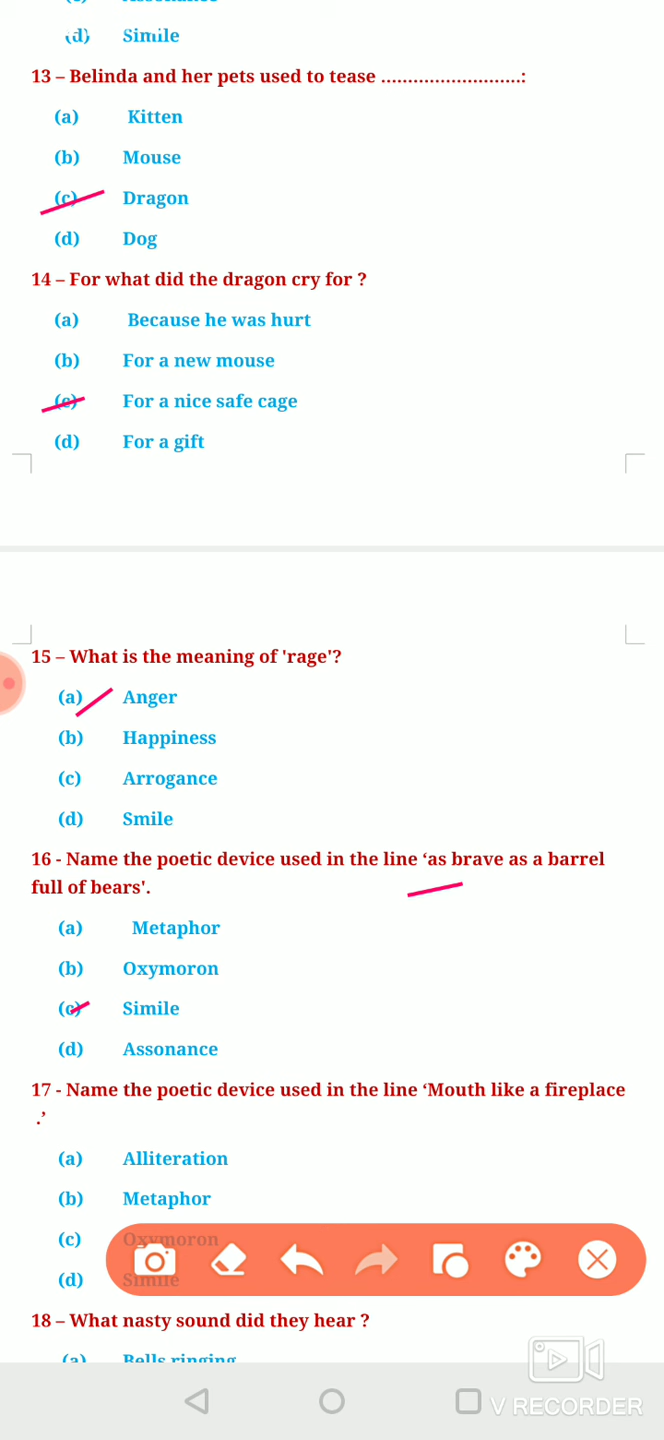 (d) Simile
13 – Belinda and her pets used to tease ..........................:
(a) Kitten
(b) Mouse
(c) Dragon
(d) Dog
14 – For what did the dragon cry for ?
(a) Because he was hurt
(b) For a new mouse
(c) For a nice safe cage
(d) For a gift
15 – What is the meaning of 'rage'?
(a) Anger
(b) Happiness
(c) Arrogance
(d) Smile
16 - Name the poetic device used in the line ‘as brave as a barrel
full of bears'.
(a) Metaphor
(b) Oxymoron
(c) Simile
(d) Assonance
17 - Name the poetic device used in the line ‘Mouth like a fireplace
.’
(a) Alliteration
(b) Metaphor
(c) Oxymoron
(d) Simile
18 – What nasty sound did they hear ?
(a) Bells ringing
V RECORDER